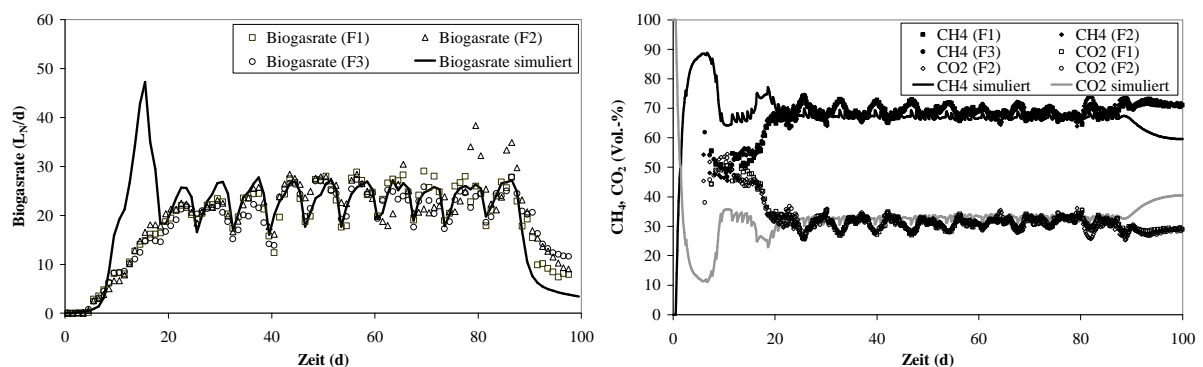 60
50
40
30
20
10
0
0 20 40 60 80 100
Zeit (d)
Biogasrate (L_N/d)
Biogasrate (F1) Biogasrate (F2)
Biogasrate (F3) Biogasrate simuliert
100
90
80
70
60
50
40
30
20
10
0
0 20 40 60 80 100
Zeit (d)
CH4, CO2 (Vol.-%)
CH4 (F1) CH4 (F2)
CH4 (F3) CO2 (F1)
CO2 (F2) CO2 (F2)
CH4 simuliert CO2 simuliert